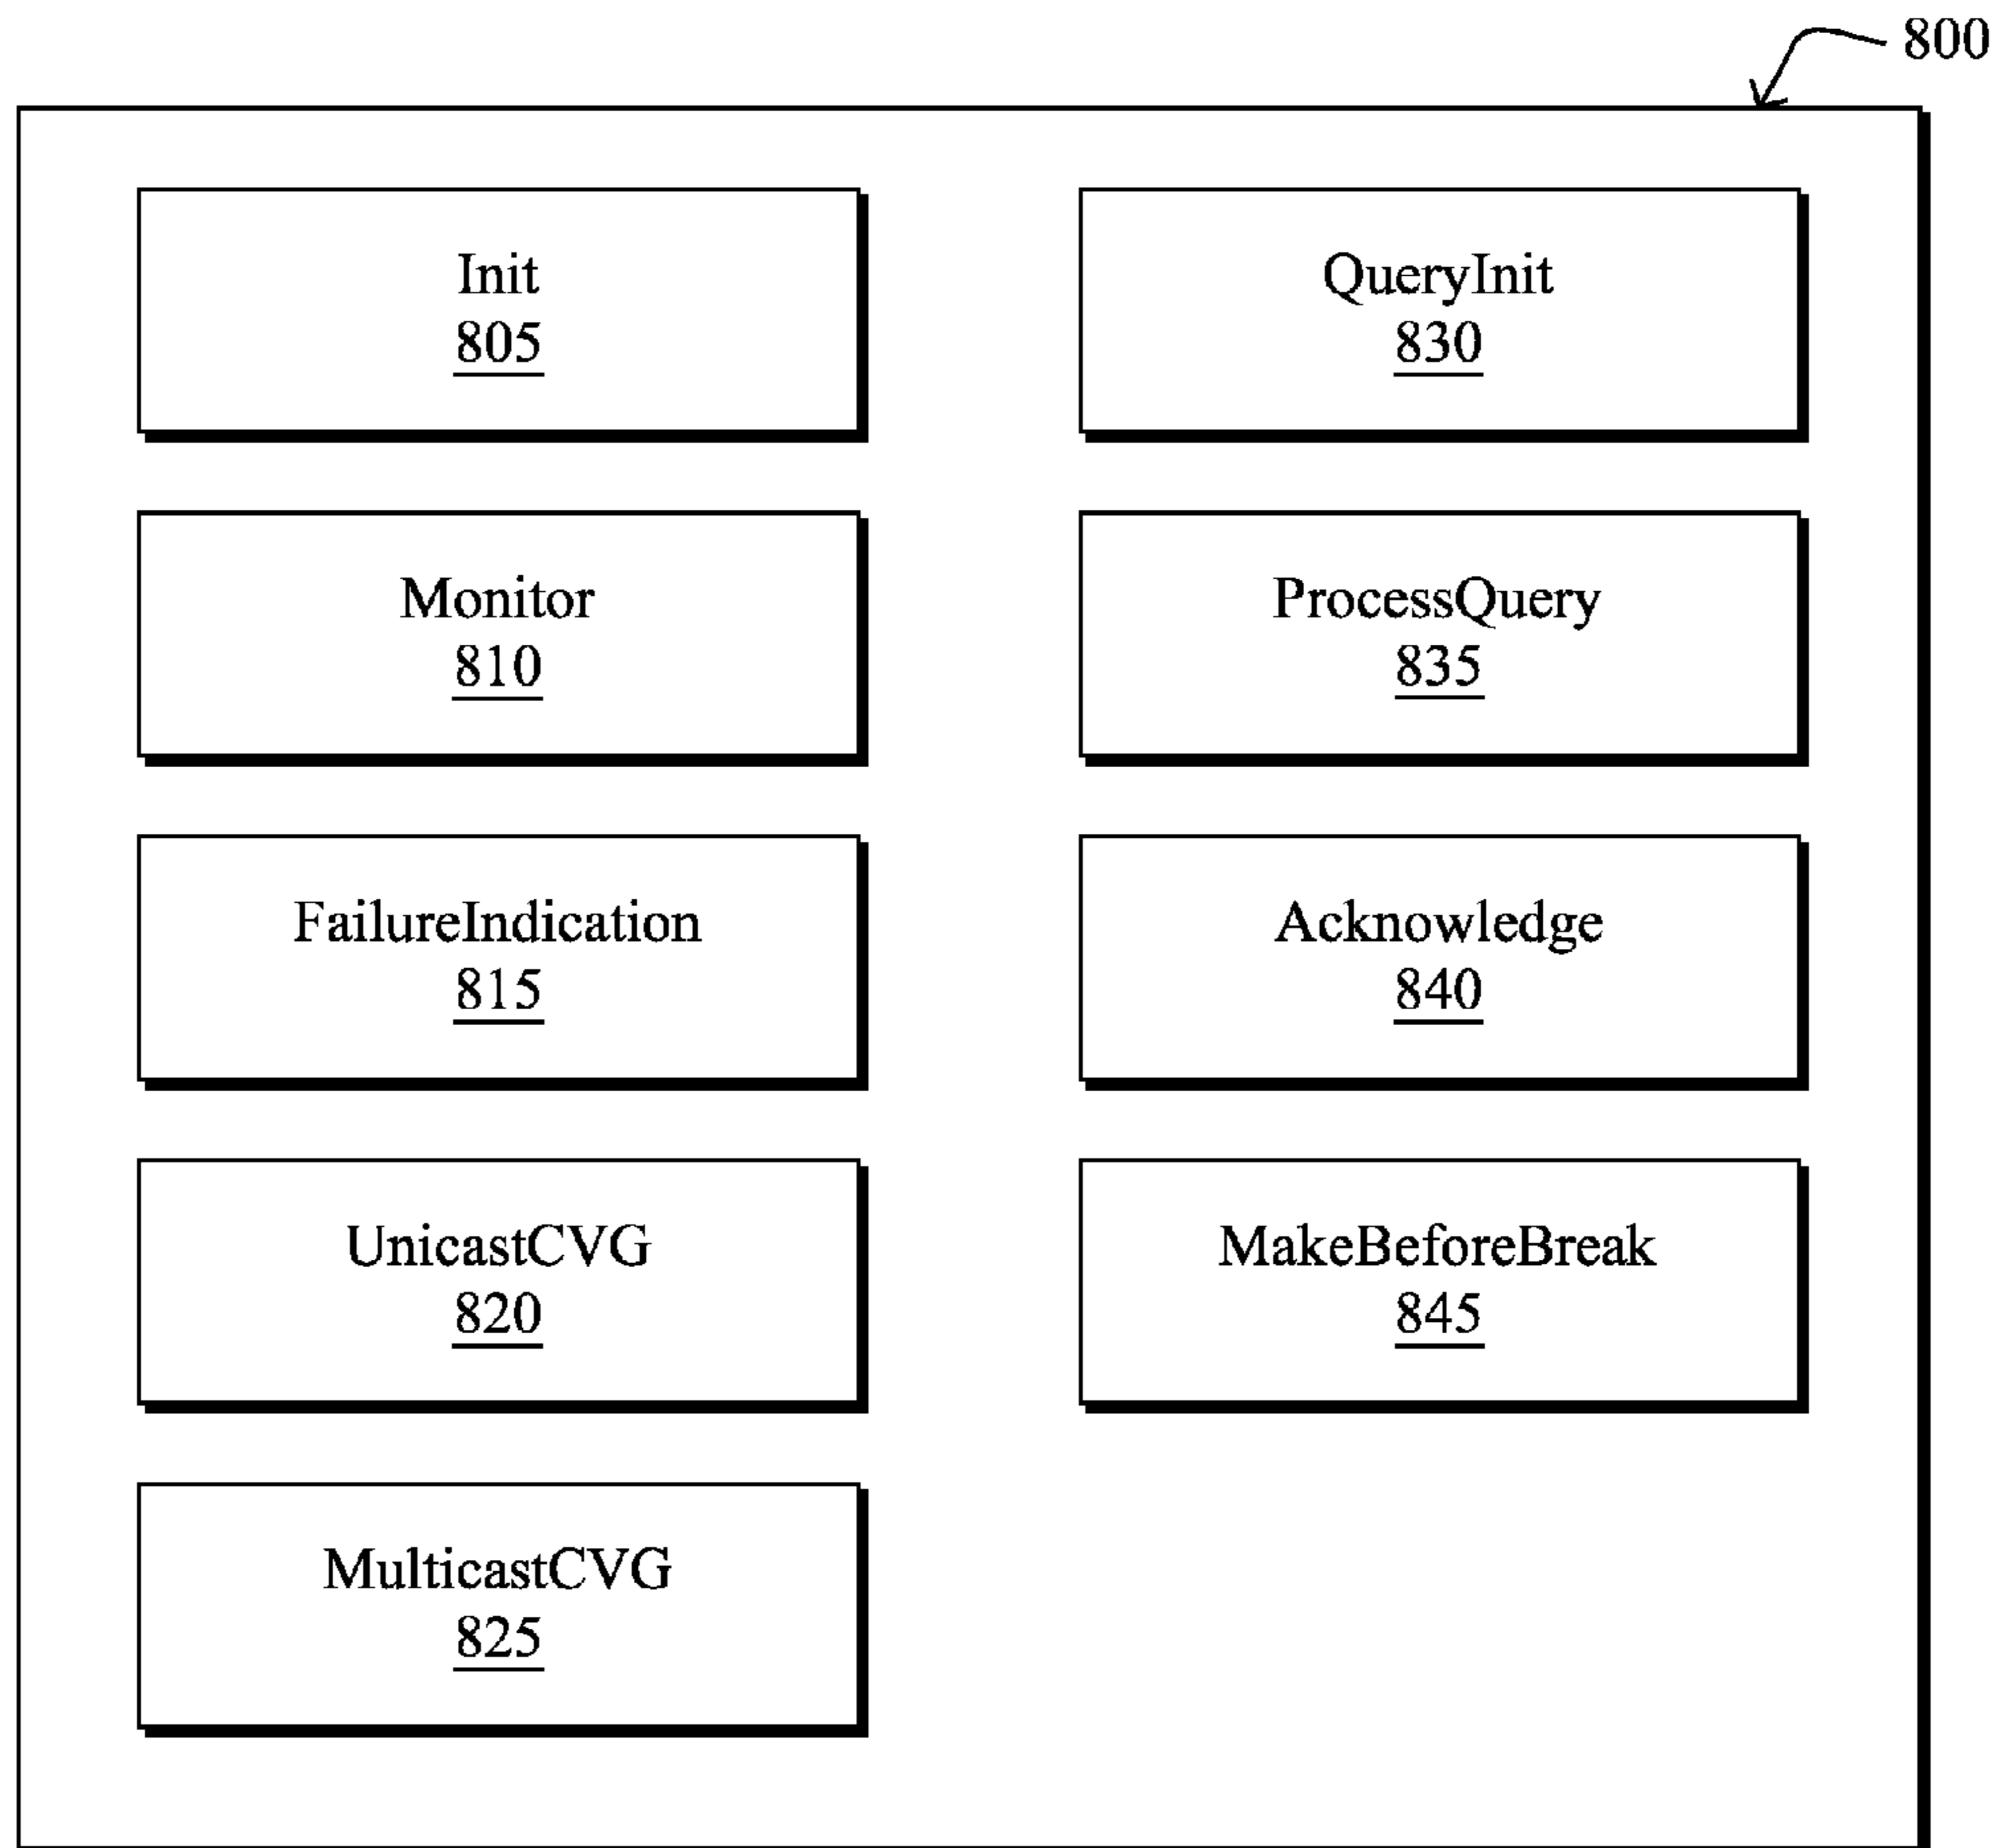 800
Init
805
Monitor
810
FailureIndication
815
UnicastCVG
820
MulticastCVG
825
QueryInit
830
ProcessQuery
835
Acknowledge
840
MakeBeforeBreak
845